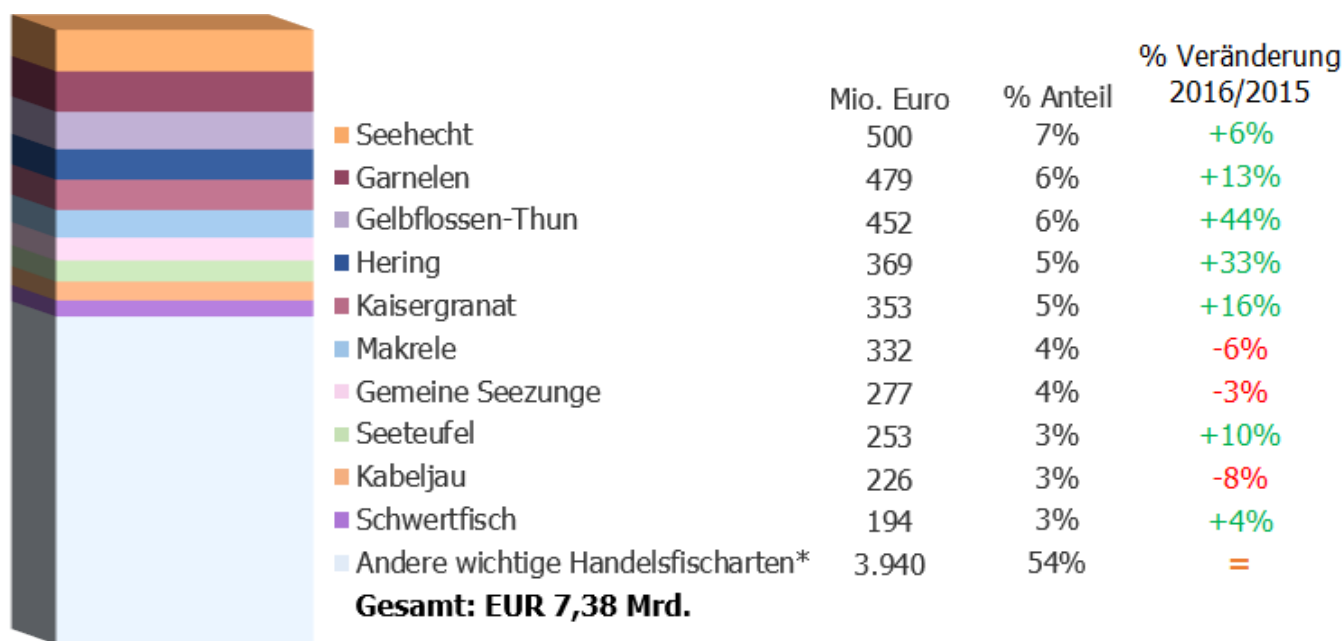 % Veränderung
Mio. Euro % Anteil 2016/2015
Seehecht 500 7% +6%
Garnelen 479 6% +13%
Gelbflossen-Thun 452 6% +44%
Hering 369 5% +33%
Kaisergranat 353 5% +16%
Makrele 332 4% -6%
Gemeine Seezunge 277 4% -3%
Seeteufel 253 3% +10%
Kabeljau 226 3% -8%
Schwertfisch 194 3% +4%
Andere wichtige Handelsfischarten* 3.940 54% =
Gesamt: EUR 7,38 Mrd.